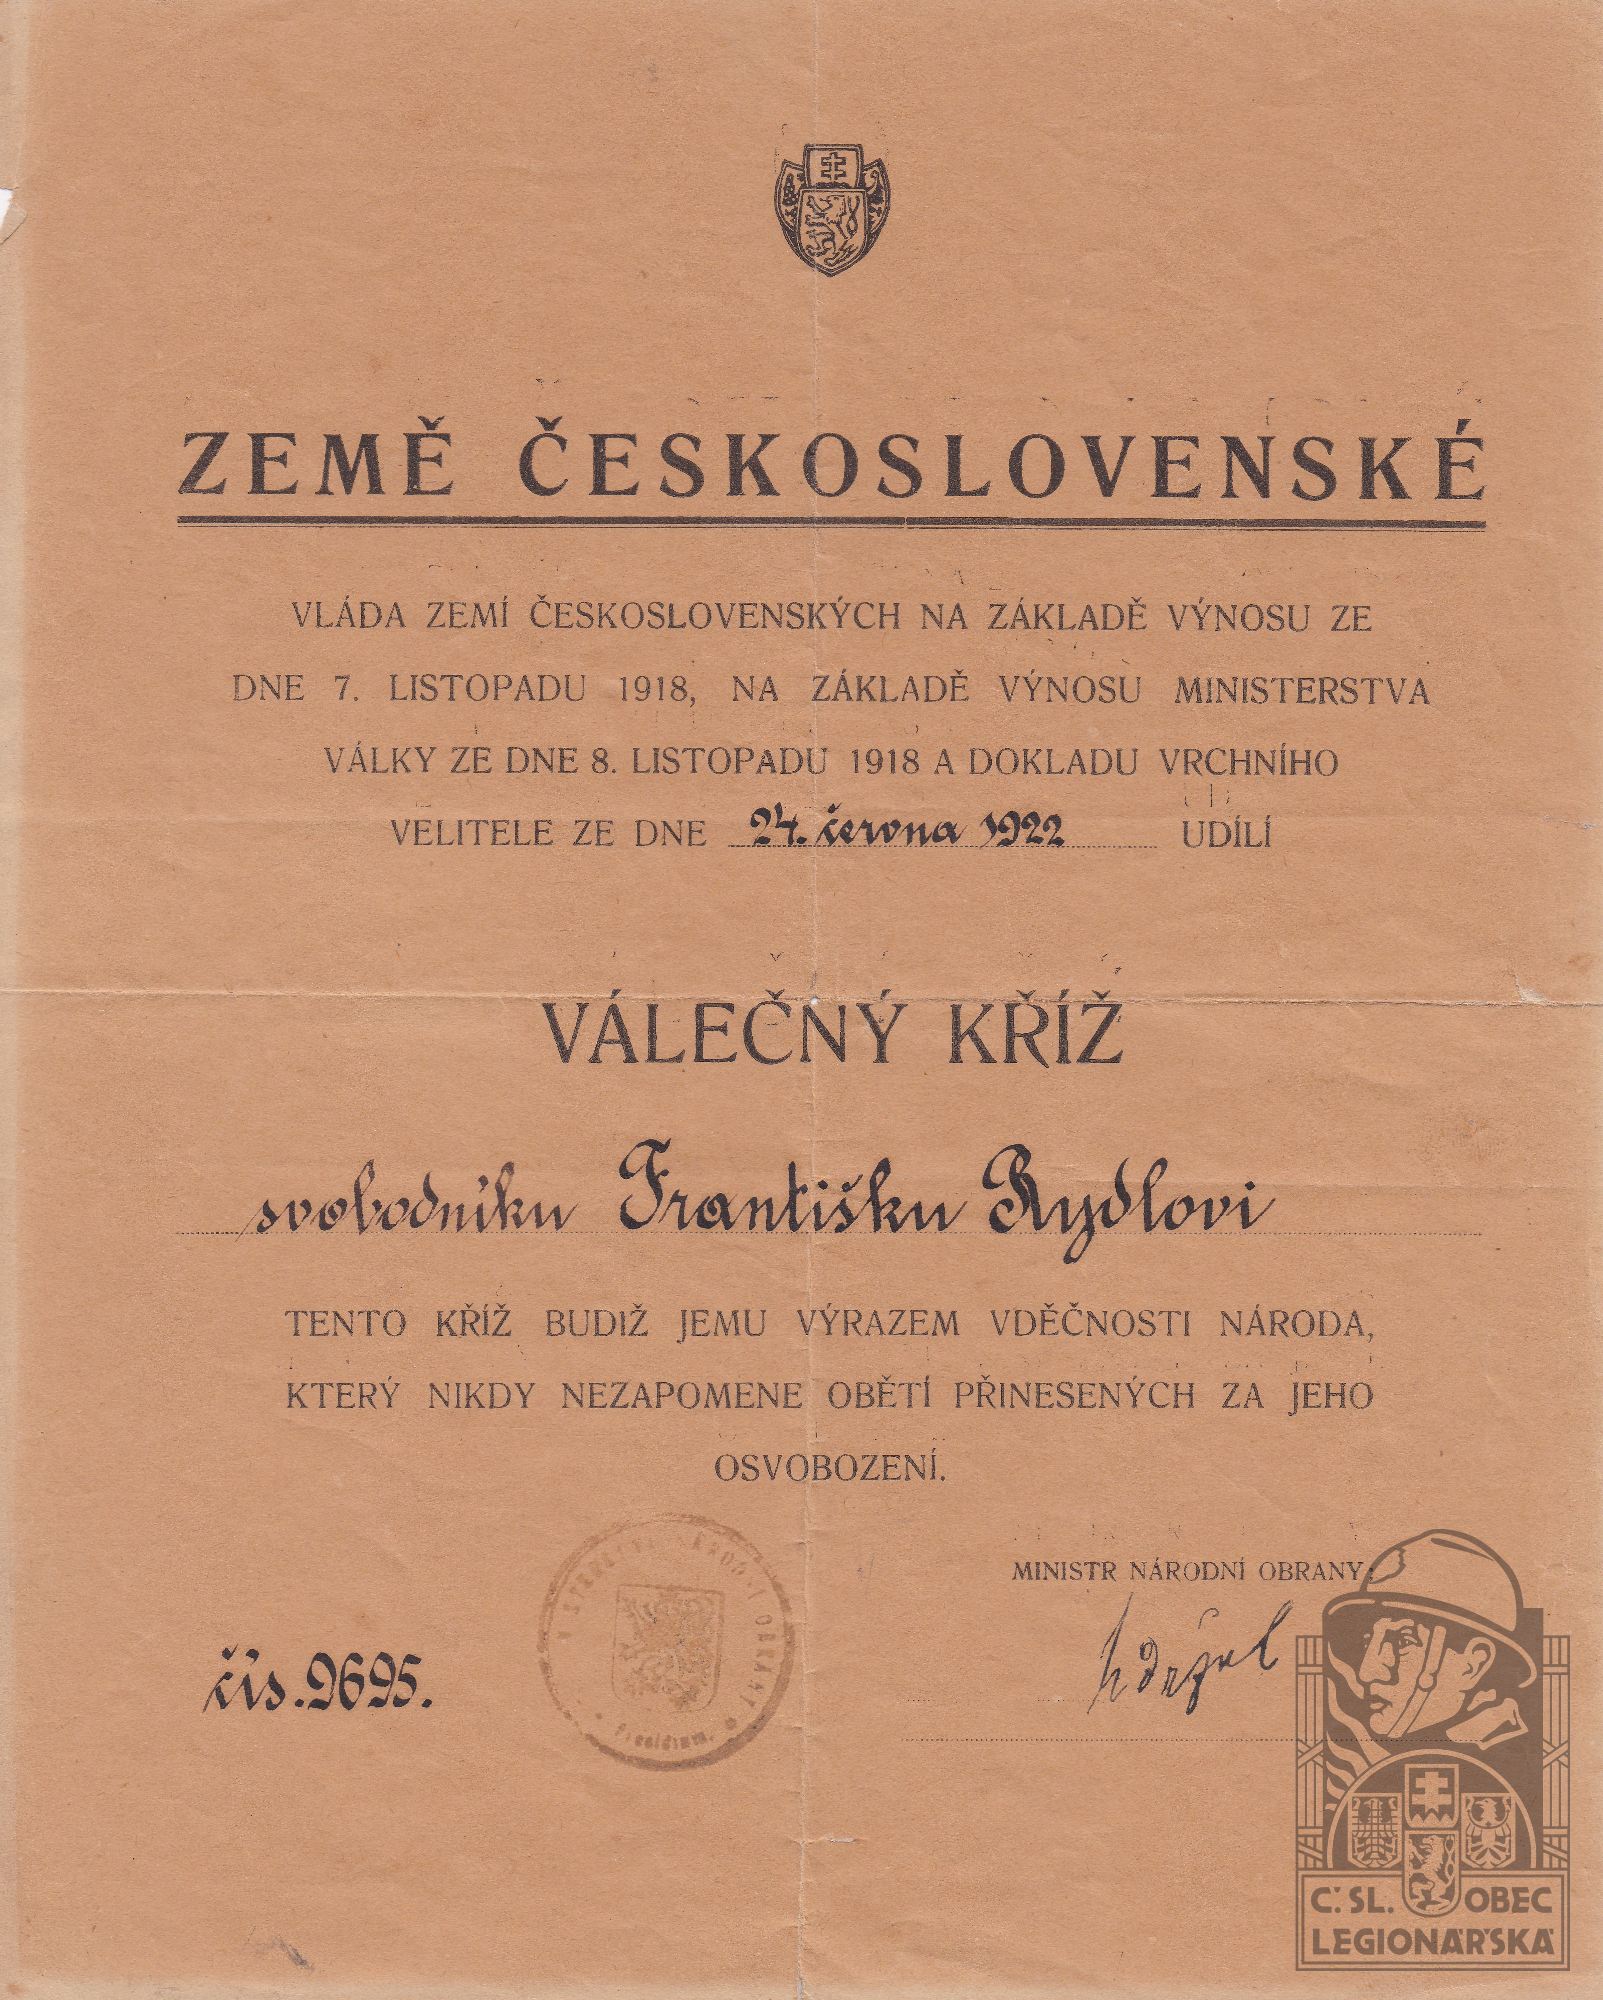 ZEMĚ ČESKOSLOVENSKÉ
VLÁDA ZEMÍ ČESKOSLOVENSKÝCH NA ZÁKLADĚ VÝNOSU ZE
DNE 7. LISTOPADU 1918, NA ZÁKLADĚ VÝNOSU MINISTERSTVA
VÁLKY ZE DNE 8. LISTOPADU 1918 A DOKLADU VRCHNÍHO
VELITELE ZE DNE 24. června 1922 UDÍLÍ
VÁLEČNÝ KŘÍŽ
svobodníku Františku Rydlovi
TENTO KŘÍŽ BUDIŽ JEMU VÝRAZEM VDĚČNOSTI NÁRODA,
KTERÝ NIKDY NEZAPOMENE OBĚTÍ PŘINESENÝCH ZA JEHO
OSVOBOZENÍ.
MINISTR NÁRODNÍ OBRANY:
Udržal
OBRANY
Presidium.
čís. 9695.
Č.SL. OBEC
LEGIONÁŘSKÁ